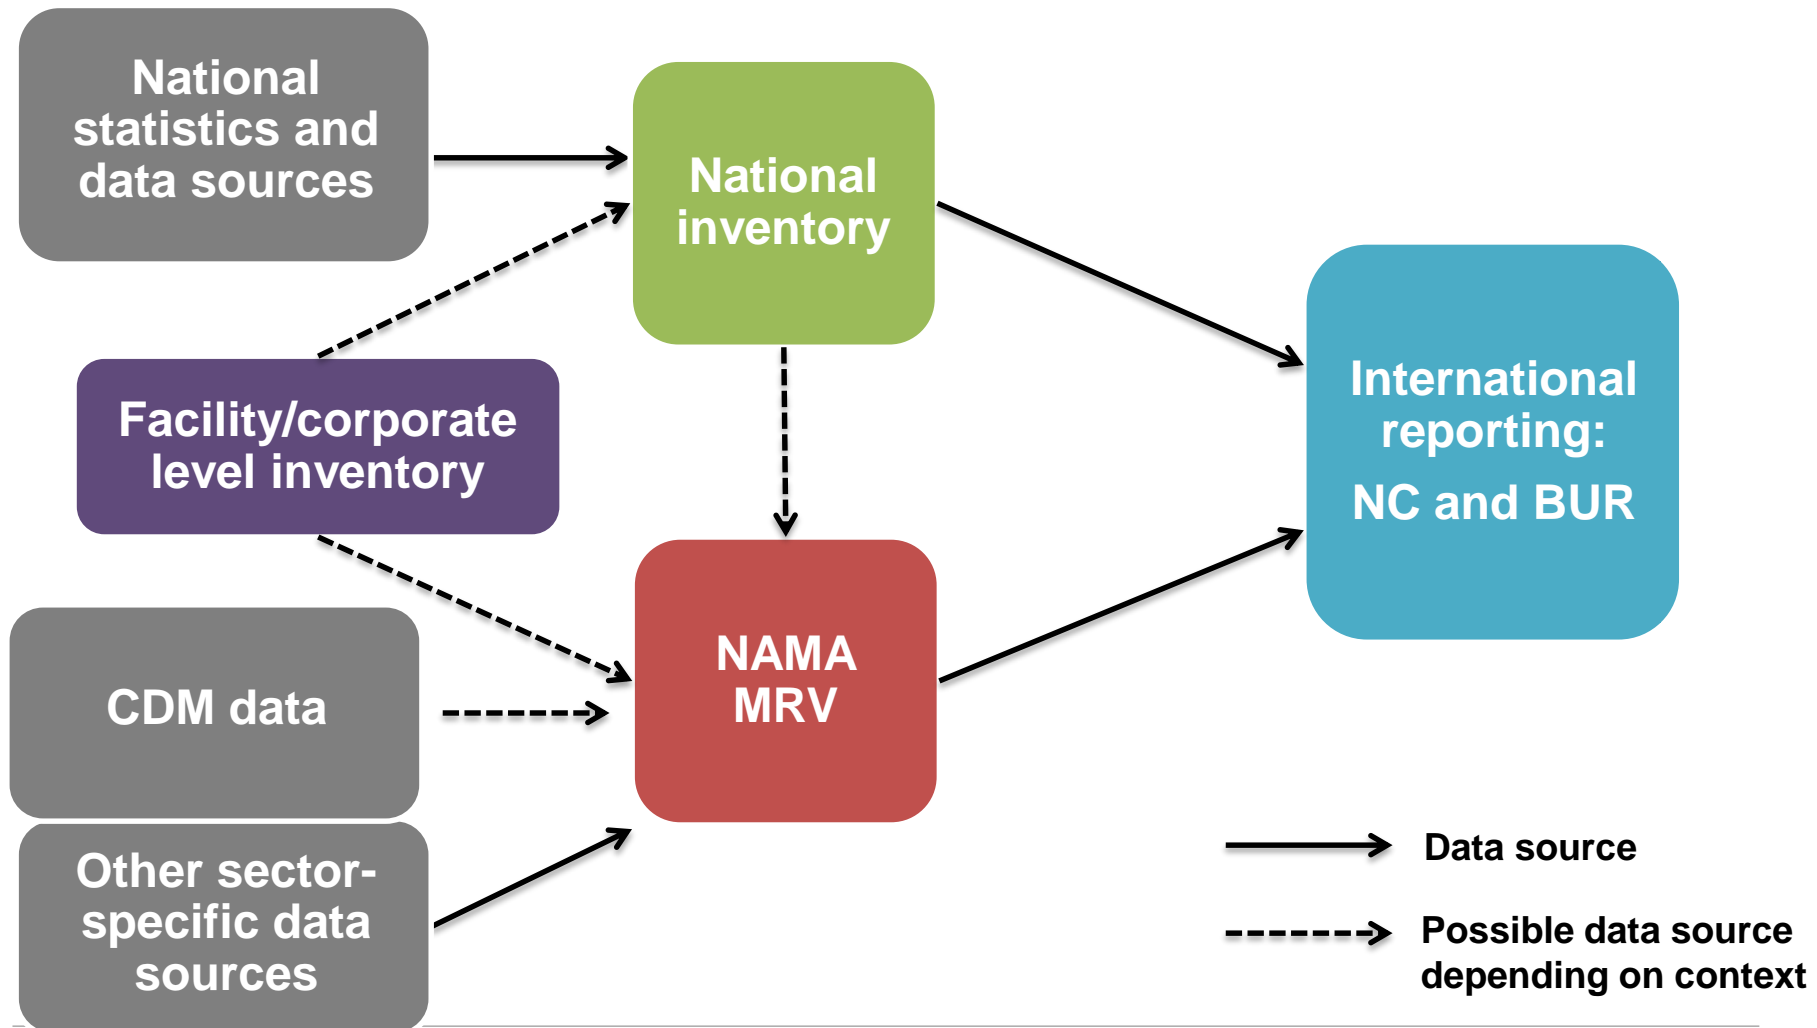 National
statistics and
data sources
National
inventory
Facility/corporate
level inventory
International
reporting:
NC and BUR
CDM data
NAMA
MRV
Other sector-
specific data
sources
Data source
Possible data source
depending on context